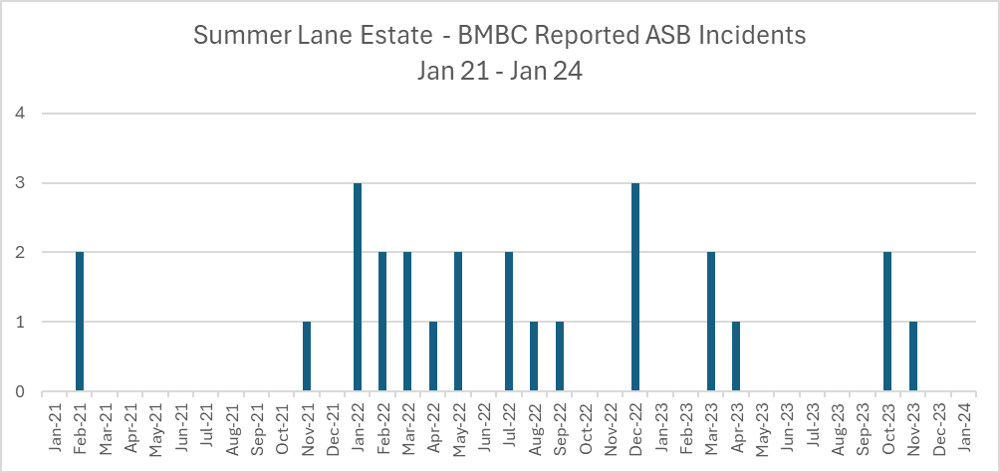 Summer Lane Estate - BMBC Reported ASB Incidents
Jan 21 - Jan 24
4
3
2
1
0
Jan-21
Feb-21
Mar-21
Apr-21
May-21
Jun-21
Jul-21
Aug-21
Sep-21
Oct-21
Nov-21
Dec-21
Jan-22
Feb-22
Mar-22
Apr-22
May-22
Jun-22
Jul-22
Aug-22
Sep-22
Oct-22
Nov-22
Dec-22
Jan-23
Feb-23
Mar-23
Apr-23
May-23
Jun-23
Jul-23
Aug-23
Sep-23
Oct-23
Nov-23
Dec-23
Jan-24